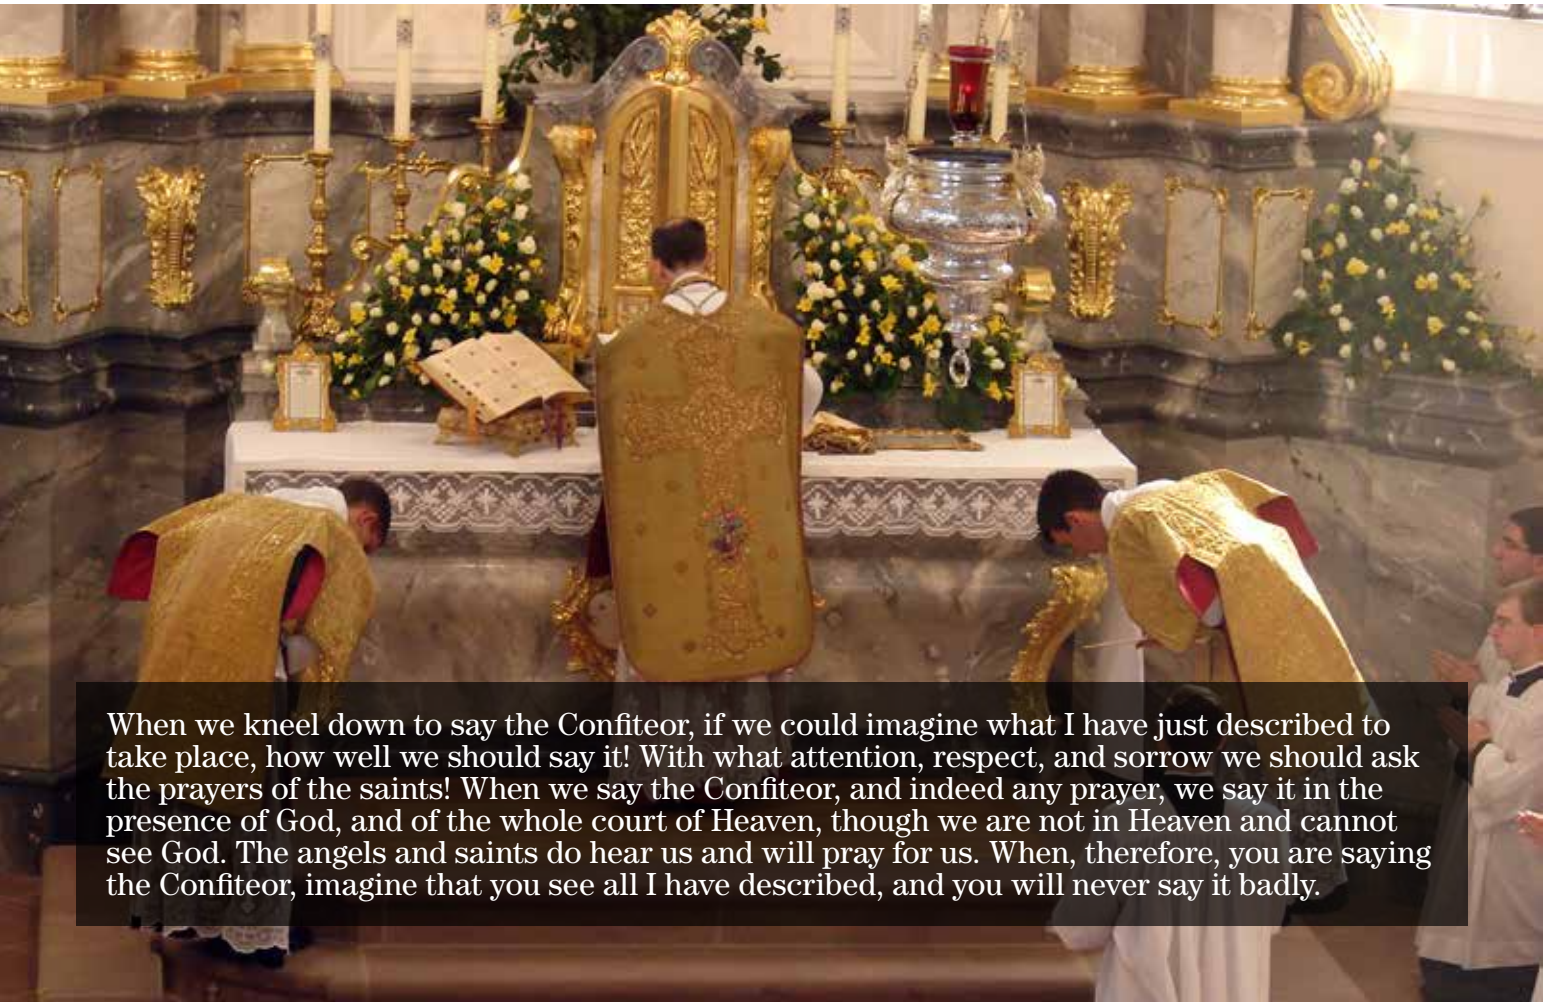 When we kneel down to say the Confiteor, if we could imagine what I have just described to
take place, how well we should say it! With what attention, respect, and sorrow we should ask
the prayers of the saints! When we say the Confiteor, and indeed any prayer, we say it in the
presence of God, and of the whole court of Heaven, though we are not in Heaven and cannot
see God. The angels and saints do hear us and will pray for us. When, therefore, you are saying
the Confiteor, imagine that you see all I have described, and you will never say it badly.